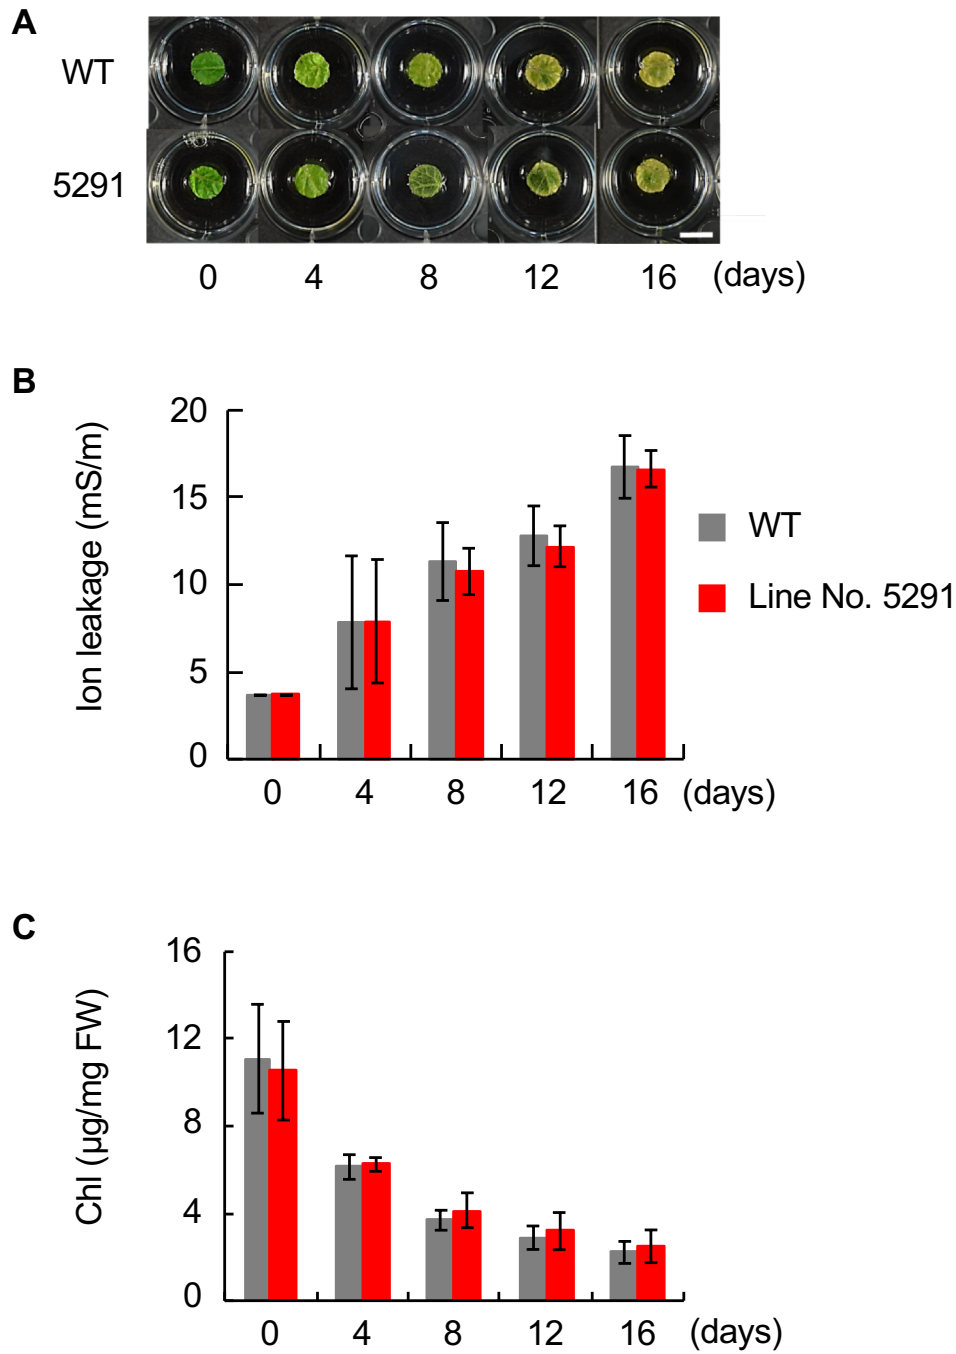 A
WT
5291
0 4 8 12 16 (days)
B
Ion leakage (mS/m)
20
15
10
5
0
0 4 8 12 16 (days)
WT
Line No. 5291
C
Chl (μg/mg FW)
16
12
8
4
0
0 4 8 12 16 (days)